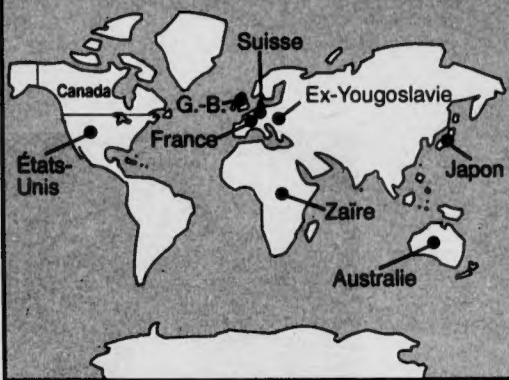 Suisse
Canada
G.-B.
Ex-Yougoslavie
France
États-
Unis
Japon
Zaïre
Australie